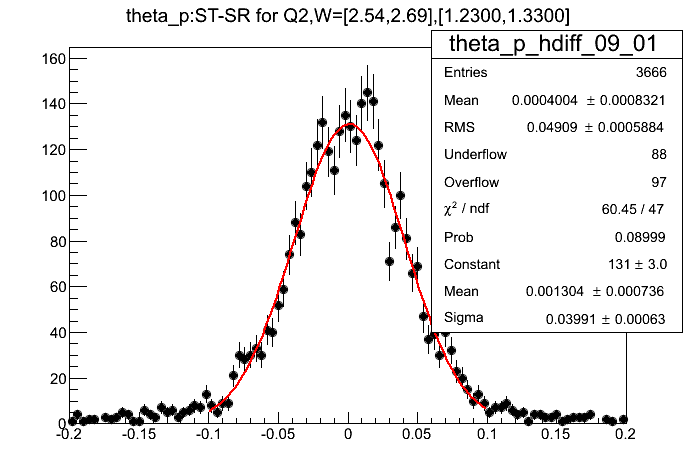 theta_p:ST-SR for Q2,W=[2.54,2.69],[1.2300,1.3300]
theta_p_hdiff_09_01
Entries 3666
Mean 0.0004004 ± 0.0008321
RMS 0.04909 ± 0.0005884
Underflow 88
Overflow 97
χ² / ndf 60.45 / 47
Prob 0.08999
Constant 131 ± 3.0
Mean 0.001304 ± 0.000736
Sigma 0.03991 ± 0.00063
160
140
120
100
80
60
40
20
0
-0.2 -0.15 -0.1 -0.05 0 0.05 0.1 0.15 0.2